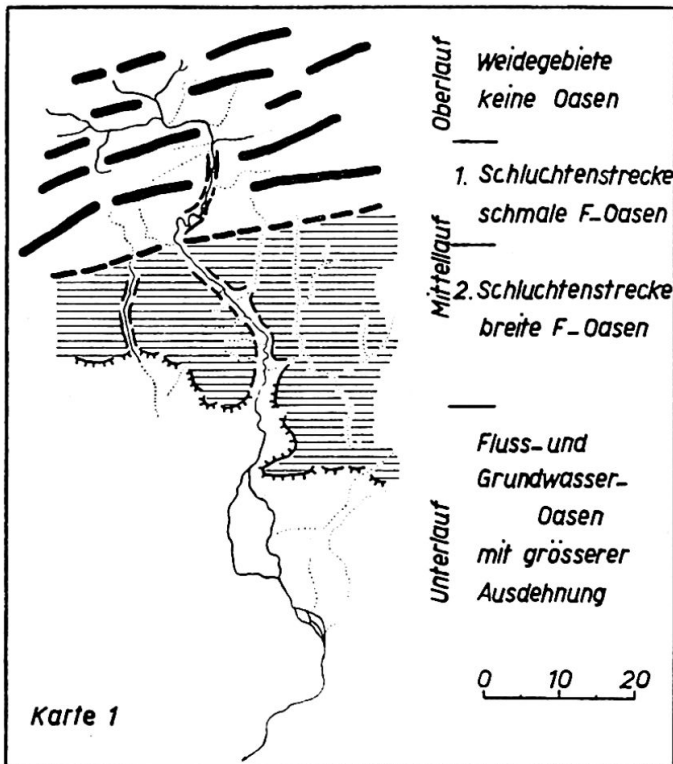 Oberlauf
Weidegebiete
keine Oasen
Mittellauf
1. Schluchtenstrecke
schmale F-Oasen
2. Schluchtenstrecke
breite F-Oasen
Unterlauf
Fluss- und
Grundwasser-
Oasen
mit grösserer
Ausdehnung
0 10 20
Karte 1